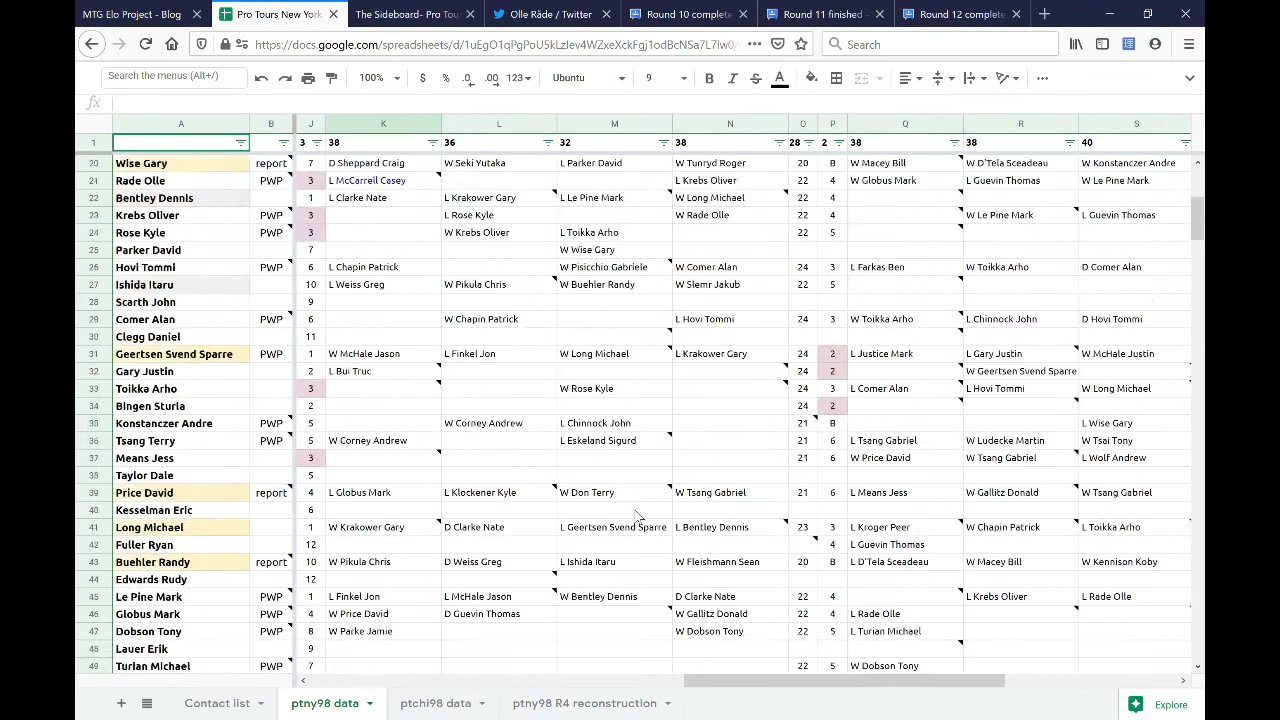 MTG Elo Project - Blog × Pro Tours New York × The Sideboard- Pro Tou × Olle Råde / Twitter × Round 10 complete × Round 11 finished - × Round 12 complete ×
Search
Search the menus (Alt+/) 100% $ % .0 .00 123 Ubuntu 9 B I S A
fx
A B J K L M N O P Q R S
1 3 38 36 32 38 28 2 38 38 40
20 Wise Gary report 7 D Sheppard Craig W Seki Yutaka L Parker David W Tunryd Roger 20 B W Macey Bill W D'Tela Sceadeau W Konstanczer Andre
21 Rade Olle PWP 3 L McCarrell Casey L Krebs Oliver 22 4 W Globus Mark L Guevin Thomas W Le Pine Mark
22 Bentley Dennis 1 L Clarke Nate L Krakower Gary L Le Pine Mark W Long Michael 22 4
23 Krebs Oliver PWP 3 L Rose Kyle W Rade Olle 22 4 W Le Pine Mark L Guevin Thomas
24 Rose Kyle PWP 3 W Krebs Oliver L Toikka Arho 22 5
25 Parker David 7 W Wise Gary
26 Hovi Tommi PWP 6 L Chapin Patrick W Pisicchio Gabriele W Comer Alan 24 3 L Farkas Ben W Toikka Arho D Comer Alan
27 Ishida Itaru 10 L Weiss Greg W Pikula Chris W Buehler Randy W Slemr Jakub 22 5
28 Scarth John 9
29 Comer Alan PWP 6 W Chapin Patrick L Hovi Tommi 24 3 W Toikka Arho L Chinnock John D Hovi Tommi
30 Clegg Daniel 11
31 Geertsen Svend Sparre PWP 1 W McHale Jason L Finkel Jon W Long Michael L Krakower Gary 24 2 L Justice Mark L Gary Justin W McHale Justin
32 Gary Justin 2 L Bui Truc 24 2 W Geertsen Svend Sparre
33 Toikka Arho 3 W Rose Kyle 24 3 L Comer Alan L Hovi Tommi W Long Michael
34 Bingen Sturla 2 24 2
35 Konstanczer Andre PWP 5 W Corney Andrew L Chinnock John 21 B L Wise Gary
36 Tsang Terry PWP 5 W Corney Andrew L Eskeland Sigurd 21 6 L Tsang Gabriel W Ludecke Martin W Tsai Tony
37 Means Jess 3 21 6 W Price David W Tsang Gabriel L Wolf Andrew
38 Taylor Dale 5
39 Price David report 4 L Globus Mark L Klockener Kyle W Don Terry W Tsang Gabriel 21 6 L Means Jess W Gallitz Donald W Tsang Gabriel
40 Kesselman Eric 6
41 Long Michael 1 W Krakower Gary D Clarke Nate L Geertsen Svend Sparre L Bentley Dennis 23 3 L Kroger Peer W Chapin Patrick L Toikka Arho
42 Fuller Ryan 12 4 L Guevin Thomas
43 Buehler Randy report 10 W Pikula Chris D Weiss Greg L Ishida Itaru W Fleishmann Sean 20 B L D'Tela Sceadeau W Macey Bill W Kennison Koby
44 Edwards Rudy 12
45 Le Pine Mark PWP 1 L Finkel Jon L McHale Jason W Bentley Dennis D Clarke Nate 22 4 L Krebs Oliver L Rade Olle
46 Globus Mark PWP 4 W Price David D Guevin Thomas W Gallitz Donald 22 4 L Rade Olle
47 Dobson Tony PWP 8 W Parke Jamie W Dobson Tony 22 5 L Turian Michael
48 Lauer Erik 9
49 Turian Michael PWP 7 22 5 W Dobson Tony
Contact list ptny98 data ptchi98 data ptny98 R4 reconstruction Explore